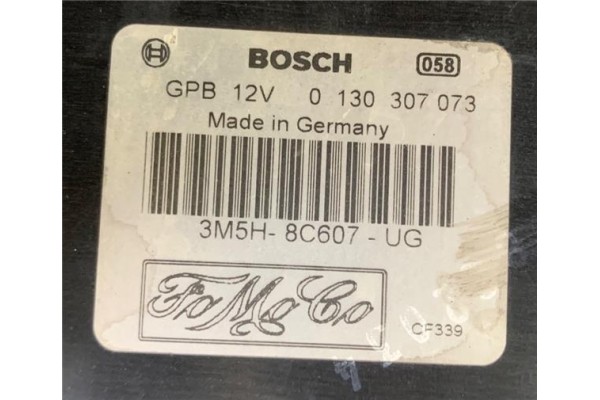 BOSCH 058
GPB 12V 0 130 307 073
Made in Germany
3M5H- 8C607 - UG
FoMoCo
CF339